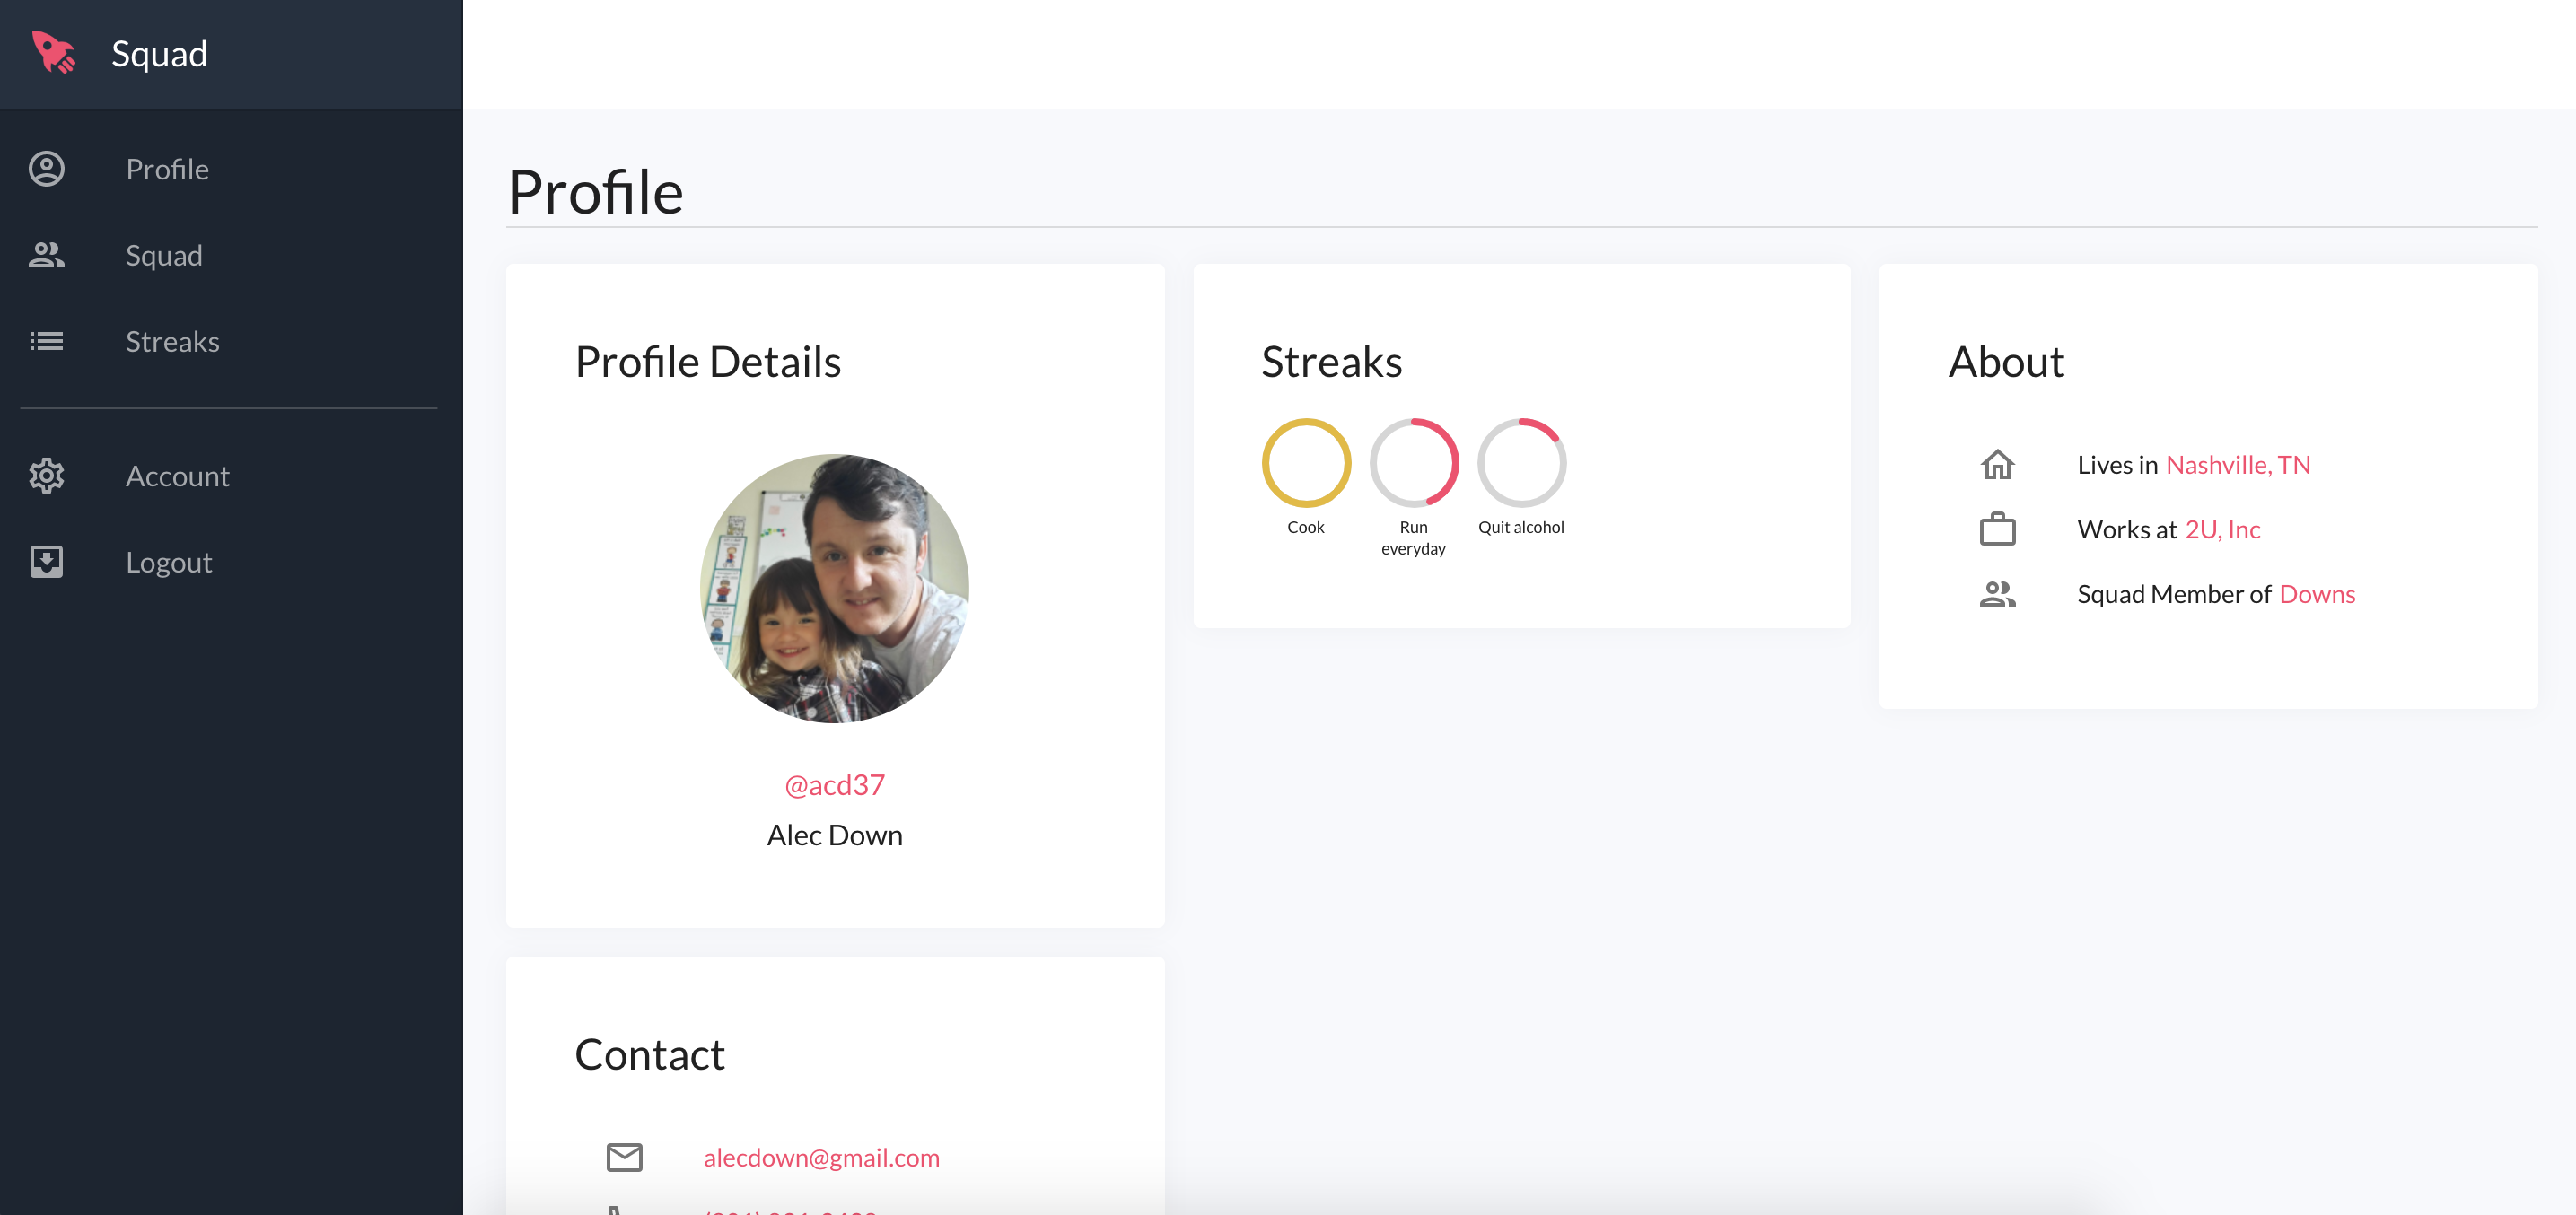 Squad
Profile
Squad
Streaks
Account
Logout
Profile
Profile Details
@acd37
Alec Down
Streaks
Cook
Run
everyday
Quit alcohol
About
Lives in Nashville, TN
Works at 2U, Inc
Squad Member of Downs
Contact
alecdown@gmail.com